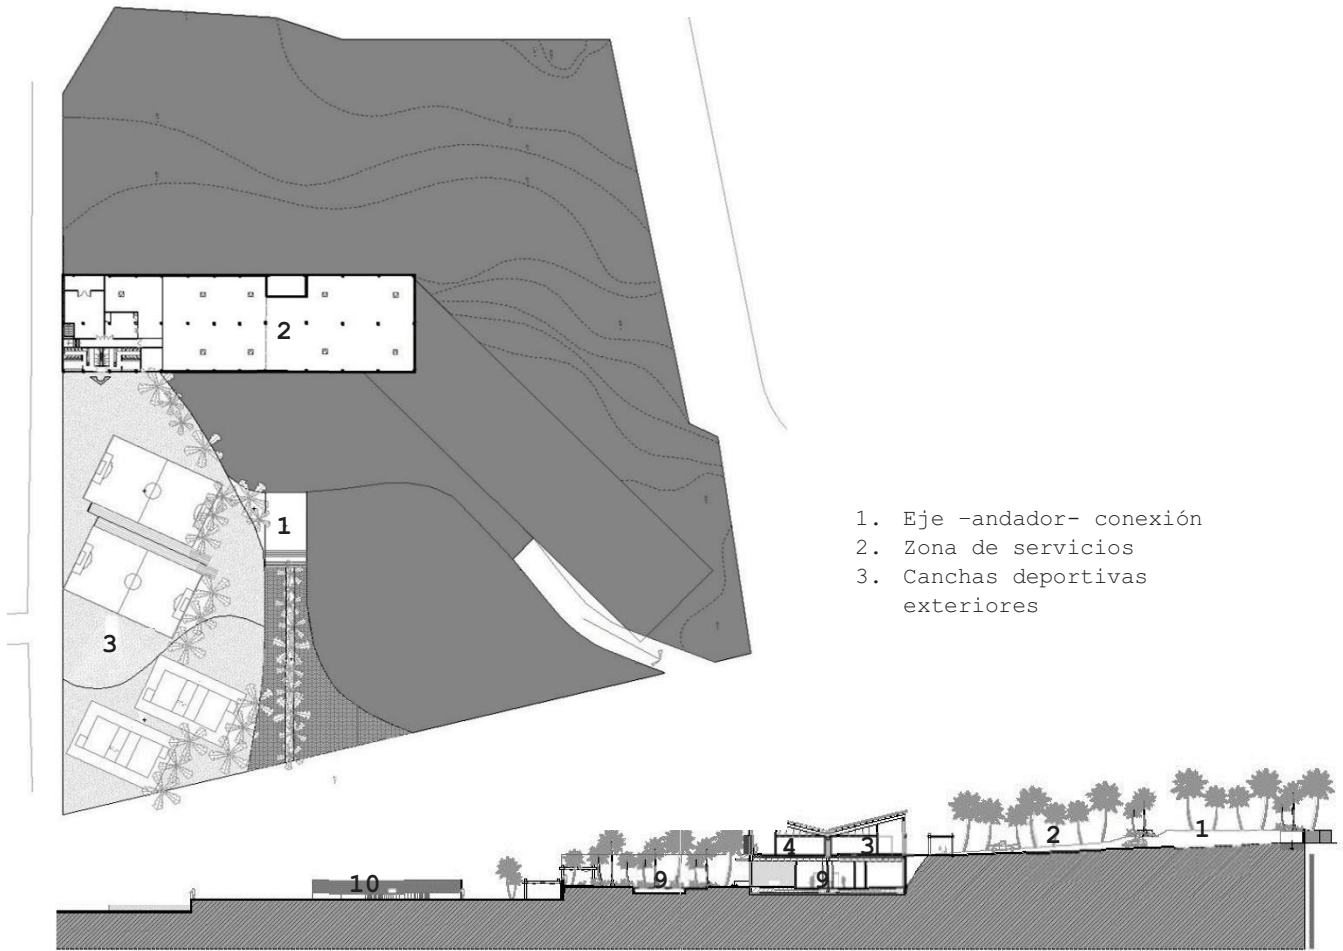 2
1
3
1. Eje –andador- conexión
2. Zona de servicios
3. Canchas deportivas
exteriores
10
9
4
3
9
2
1